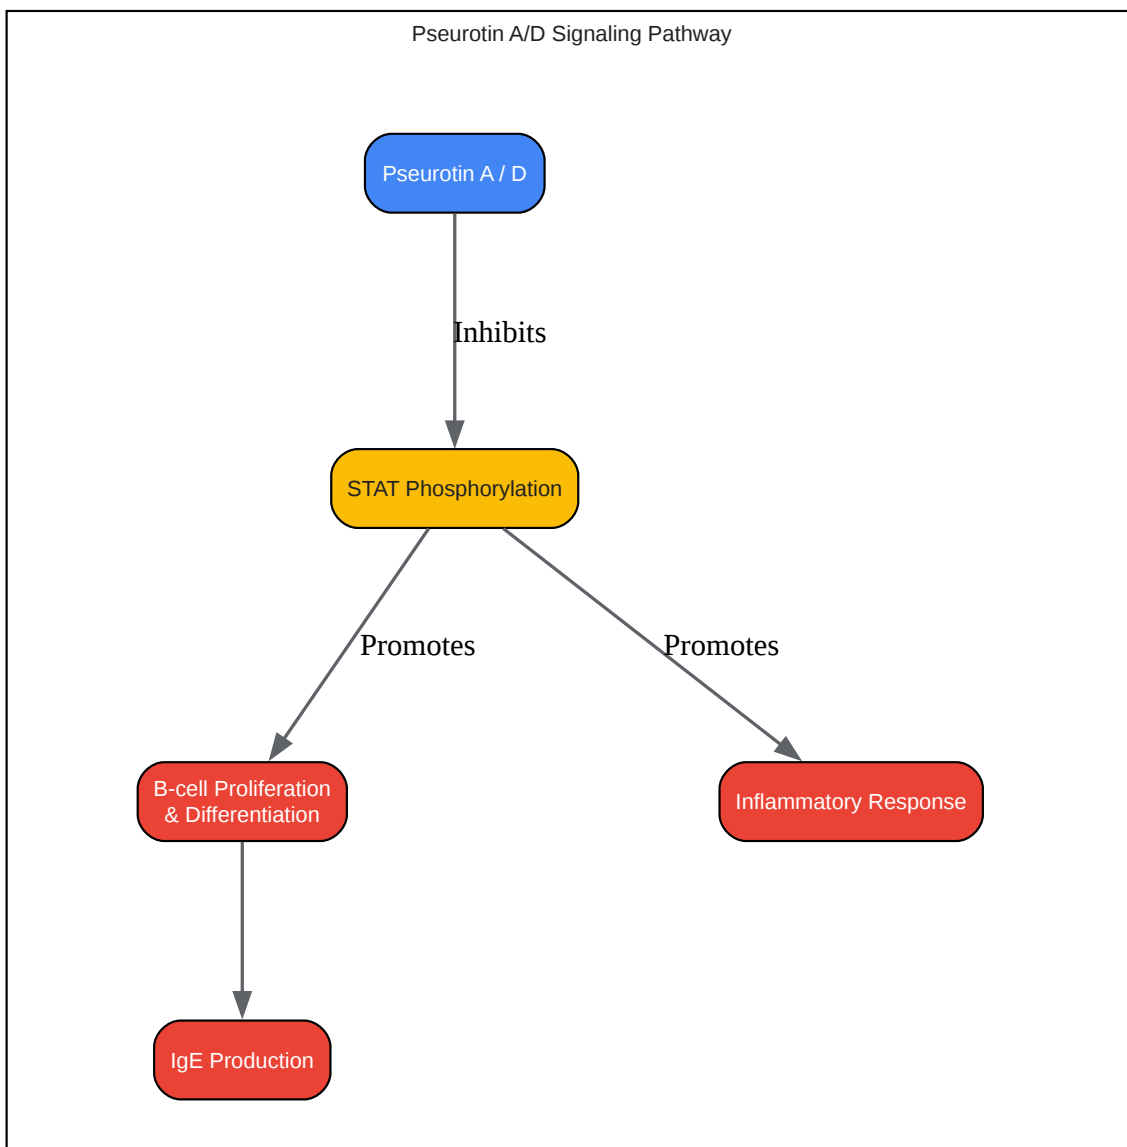 Pseurotin A/D Signaling Pathway
Pseurotin A / D
Inhibits
STAT Phosphorylation
Promotes
Promotes
B-cell Proliferation
& Differentiation
Inflammatory Response
IgE Production